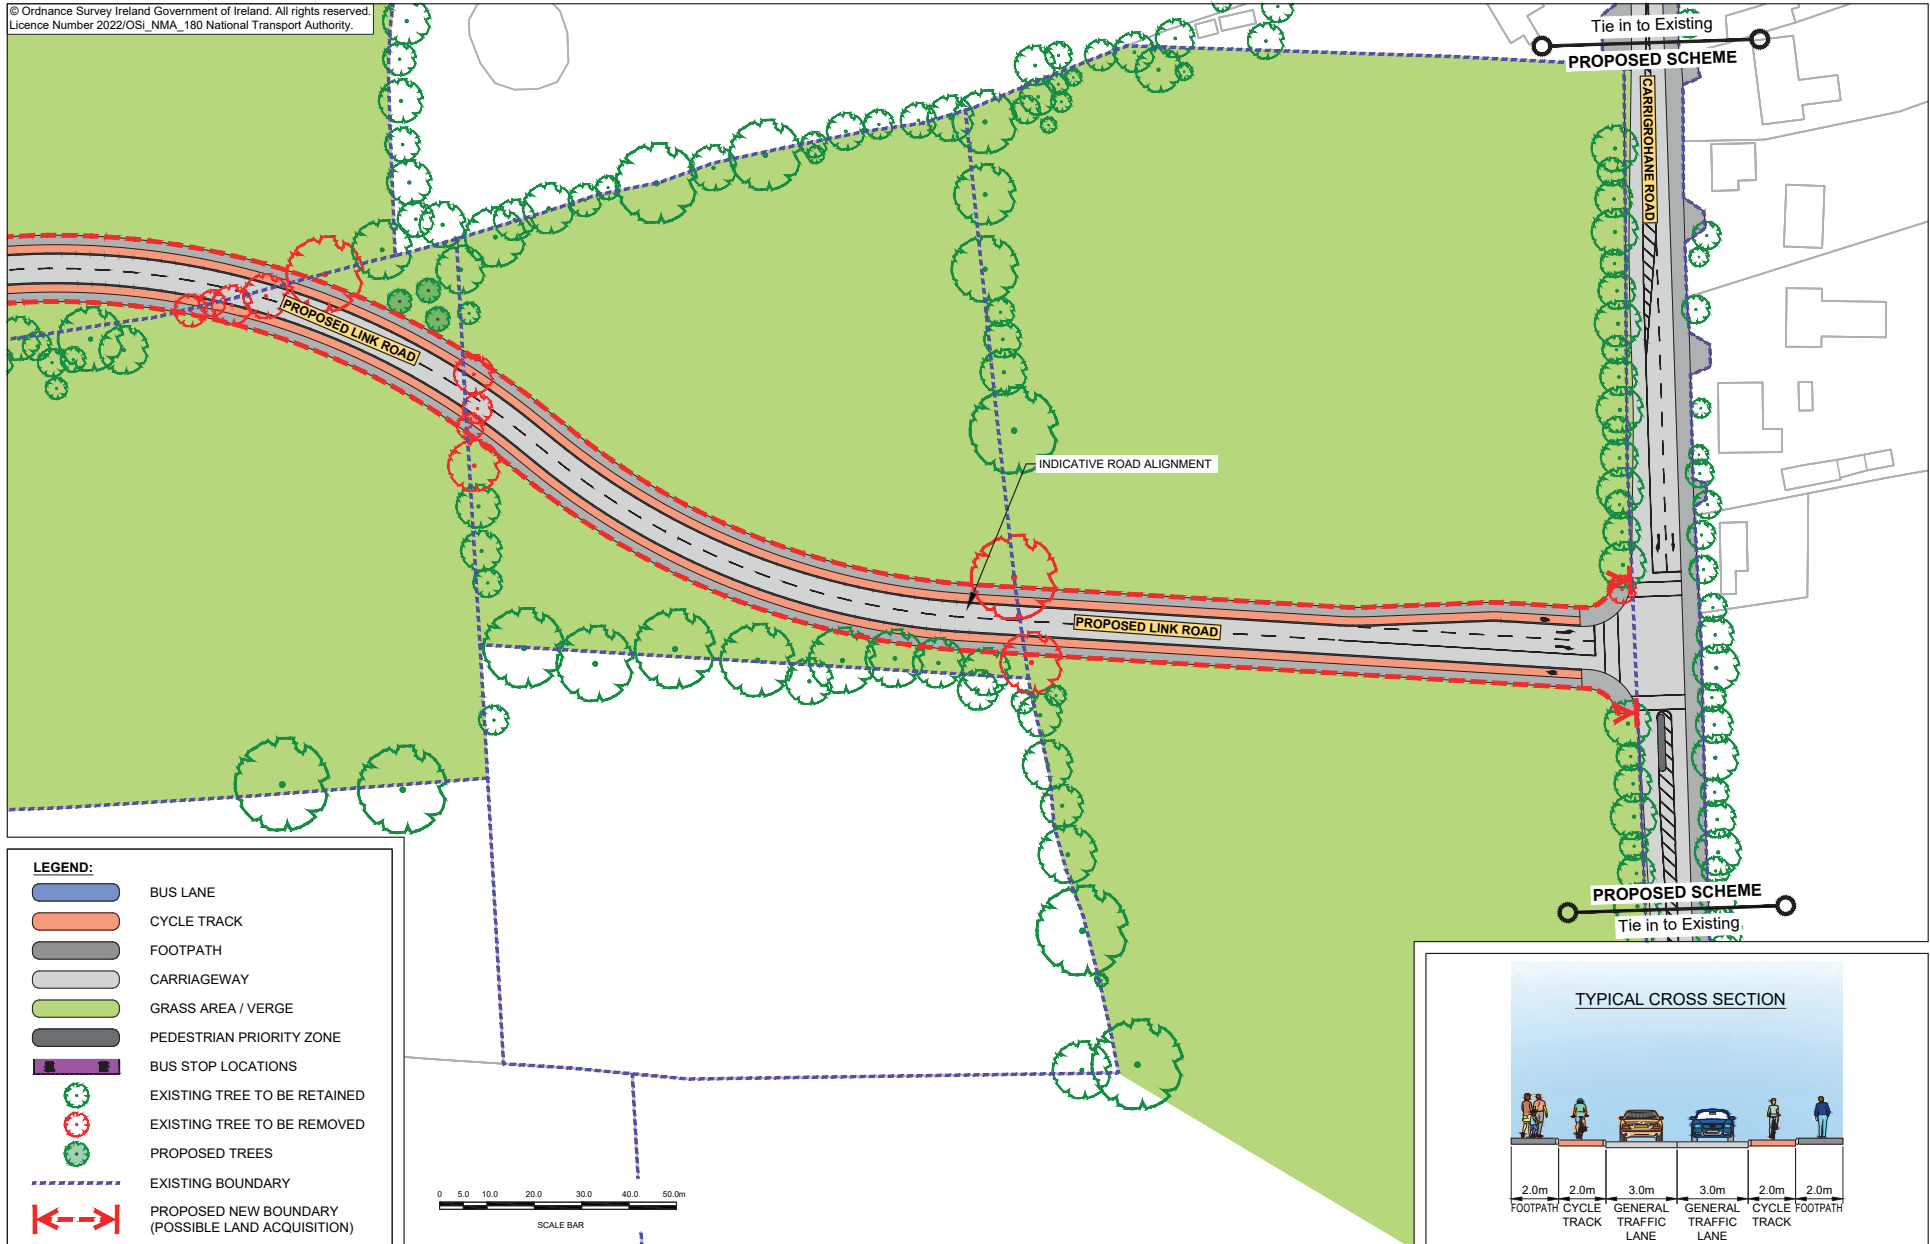 © Ordnance Survey Ireland Government of Ireland. All rights reserved.
Licence Number 2022/OSi_NMA_180 National Transport Authority.
Tie in to Existing
PROPOSED SCHEME
CARRIGROHANE ROAD
PROPOSED LINK ROAD
INDICATIVE ROAD ALIGNMENT
PROPOSED LINK ROAD
PROPOSED SCHEME
Tie in to Existing
LEGEND:
BUS LANE
CYCLE TRACK
FOOTPATH
CARRIAGEWAY
GRASS AREA / VERGE
PEDESTRIAN PRIORITY ZONE
BUS STOP LOCATIONS
EXISTING TREE TO BE RETAINED
EXISTING TREE TO BE REMOVED
PROPOSED TREES
EXISTING BOUNDARY
PROPOSED NEW BOUNDARY
(POSSIBLE LAND ACQUISITION)
0 5.0 10.0 20.0 30.0 40.0 50.0m
SCALE BAR
TYPICAL CROSS SECTION
2.0m 2.0m 3.0m 3.0m 2.0m 2.0m
FOOTPATH CYCLE GENERAL GENERAL CYCLE FOOTPATH
TRACK TRAFFIC TRAFFIC TRACK
LANE LANE